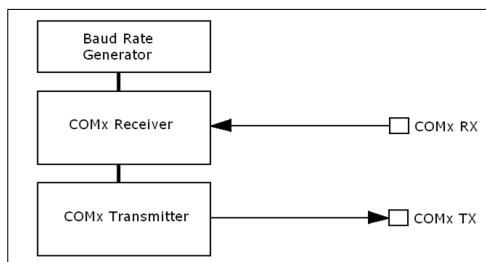 Baud Rate
Generator
COMx Receiver
COMx RX
COMx Transmitter
COMx TX